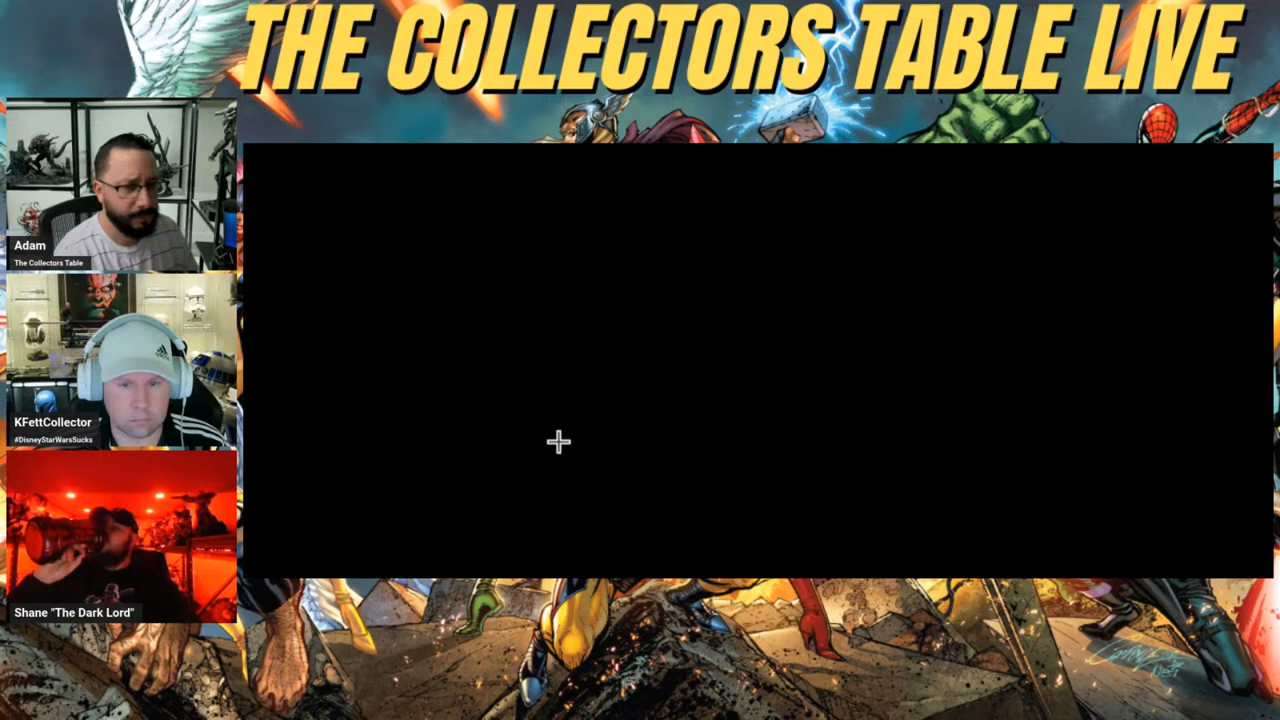 THE COLLECTORS TABLE LIVE
Adam
The Collectors Table
KFettCollector
#DisneyStarWarsSucks
Shane "The Dark Lord"